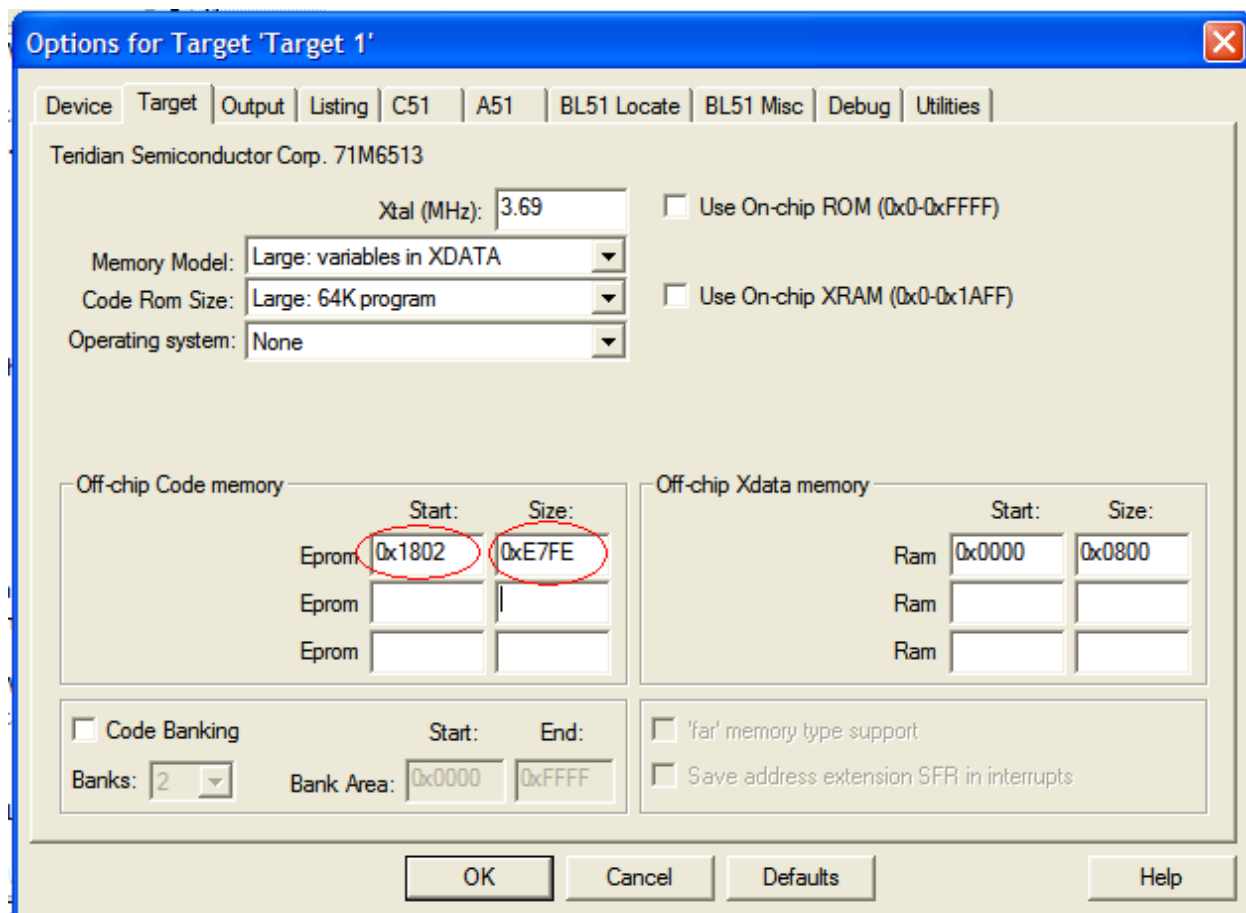 Options for Target 'Target 1'
Device Target Output Listing C51 A51 BL51 Locate BL51 Misc Debug Utilities
Teridian Semiconductor Corp. 71M6513
Xtal (MHz): 3.69 Use On-chip ROM (0x0-0xFFFF)
Memory Model: Large: variables in XDATA
Code Rom Size: Large: 64K program Use On-chip XRAM (0x0-0x1AFF)
Operating system: None
Off-chip Code memory Off-chip Xdata memory
Start: Size: Start: Size:
Eprom 0x1802 0xE7FE Ram 0x0000 0x0800
Eprom Ram
Eprom Ram
Code Banking Start: End: 'far' memory type support
Banks: 2 Bank Area: 0x0000 0xFFFF Save address extension SFR in interrupts
OK Cancel Defaults Help